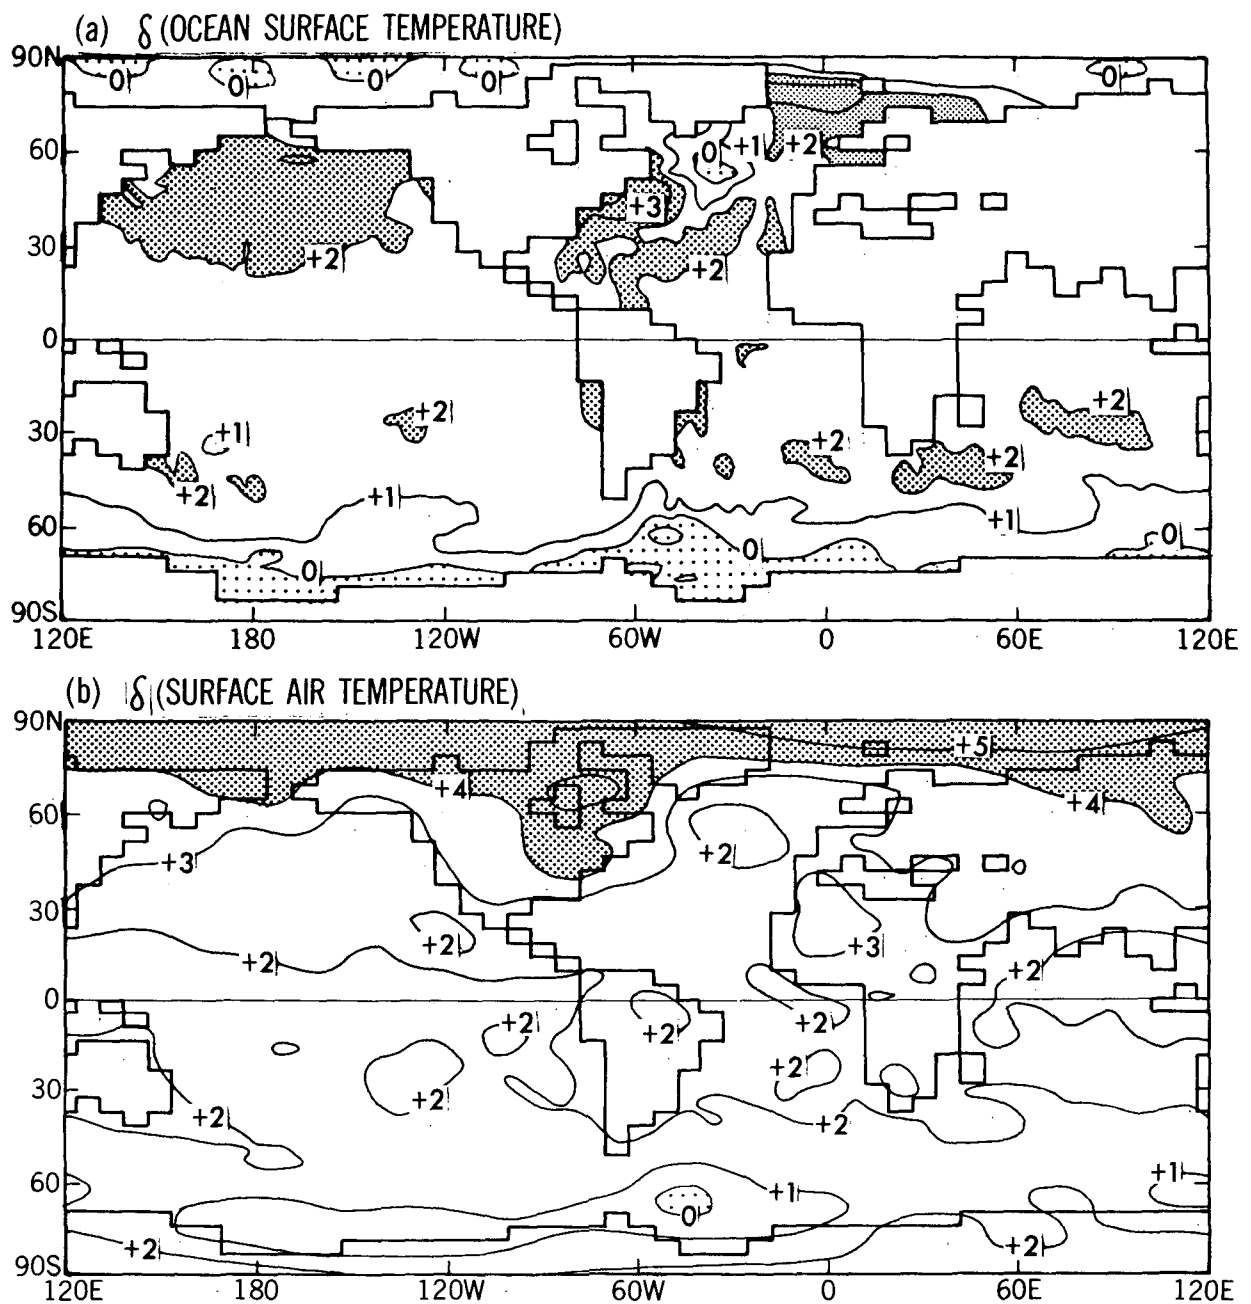 (a) δ (OCEAN SURFACE TEMPERATURE)
90N
0 0 0 0 0
60 0 +1 +2
+3
30 +2 +2
0
+2 +2
30 +1 +2
+2 +1 +2
60 +1
0 0 0
90S
120E 180 120W 60W 0 60E 120E
(b) δ (SURFACE AIR TEMPERATURE)
90N
+5
+4 +4
60
+3 +2
30
+2 +3
+2 +2
0
+2 +2 +2
+2 +2
30
+2 +2
60
+1 +1
0
+2 +2
90S
120E 180 120W 60W 0 60E 120E